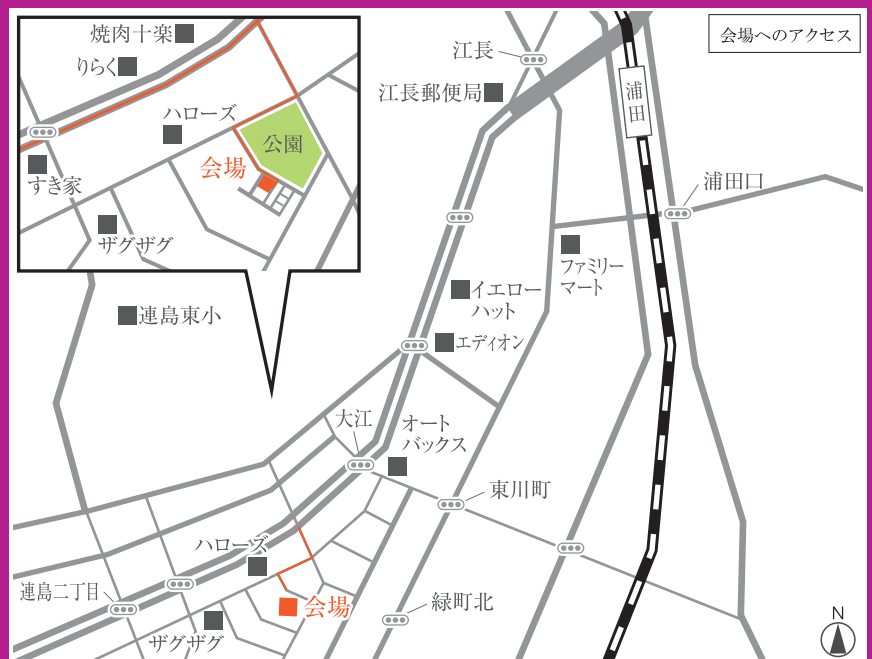 会場へのアクセス
焼肉十楽
りらく
ハローズ
公園
会場
すき家
ザグザグ
江長
江長郵便局
浦田
浦田口
ファミリー
マート
イエロー
ハット
エディオン
連島東小
大江
オート
バックス
東川町
ハローズ
連島二丁目
会場
緑町北
ザグザグ
N